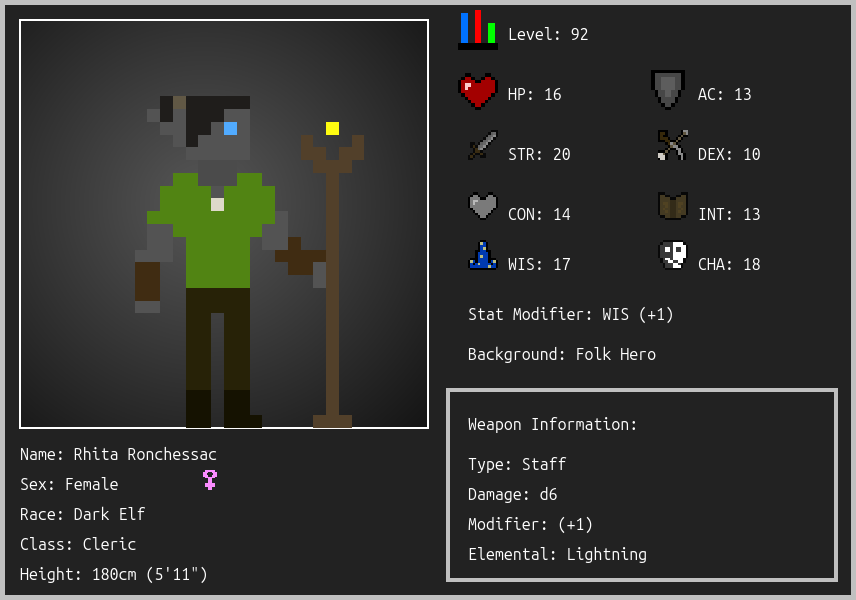 Level: 92
HP: 16
AC: 13
STR: 20
DEX: 10
CON: 14
INT: 13
WIS: 17
CHA: 18
Stat Modifier: WIS (+1)
Background: Folk Hero
Weapon Information:
Type: Staff
Damage: d6
Modifier: (+1)
Elemental: Lightning
Name: Rhita Ronchessac
Sex: Female
Race: Dark Elf
Class: Cleric
Height: 180cm (5'11")